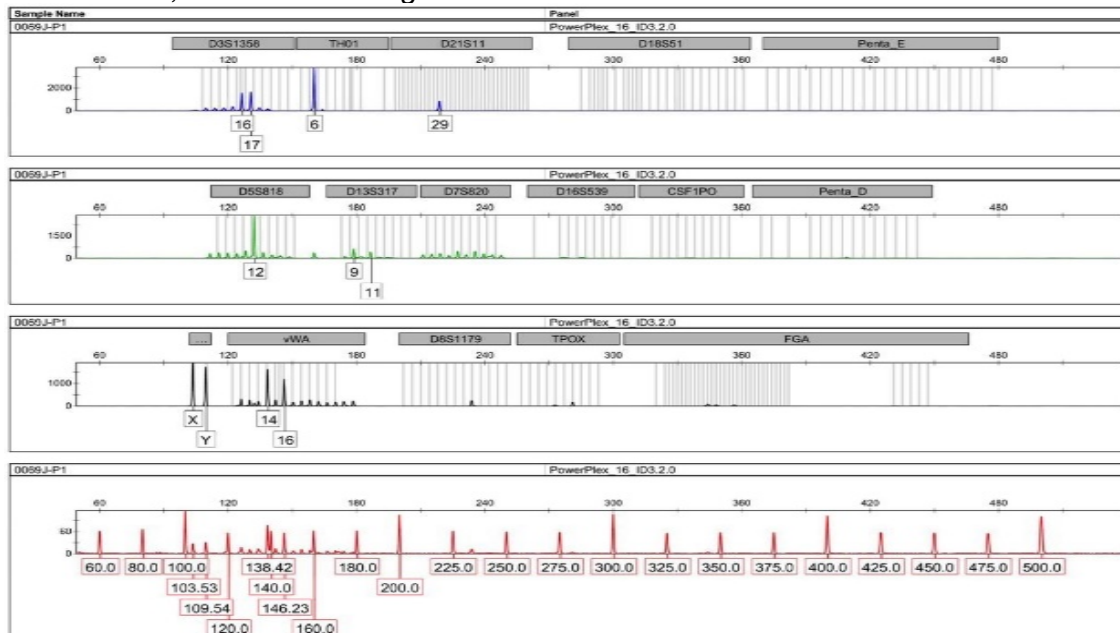 Sample Name Panel
0069J-P1 PowerPlex_16_ID3.2.0
D3S1358 TH01 D21S11 D18S51 Penta_E
60 120 180 240 300 360 420 480
2000
0
16 6 29
17
0069J-P1 PowerPlex_16_ID3.2.0
D5S818 D13S317 D7S820 D16S539 CSF1PO Penta_D
60 120 180 240 300 360 420 480
1500
0
12 9
11
0069J-P1 PowerPlex_16_ID3.2.0
... vWA D8S1179 TPOX FGA
60 120 180 240 300 360 420 480
1000
0
X 14
Y 16
0069J-P1 PowerPlex_16_ID3.2.0
60 120 180 240 300 360 420 480
60
0
60.0 80.0 100.0 138.42 180.0 225.0 250.0 275.0 300.0 325.0 350.0 375.0 400.0 425.0 450.0 475.0 500.0
103.53 140.0 200.0
109.54 146.23
120.0 160.0